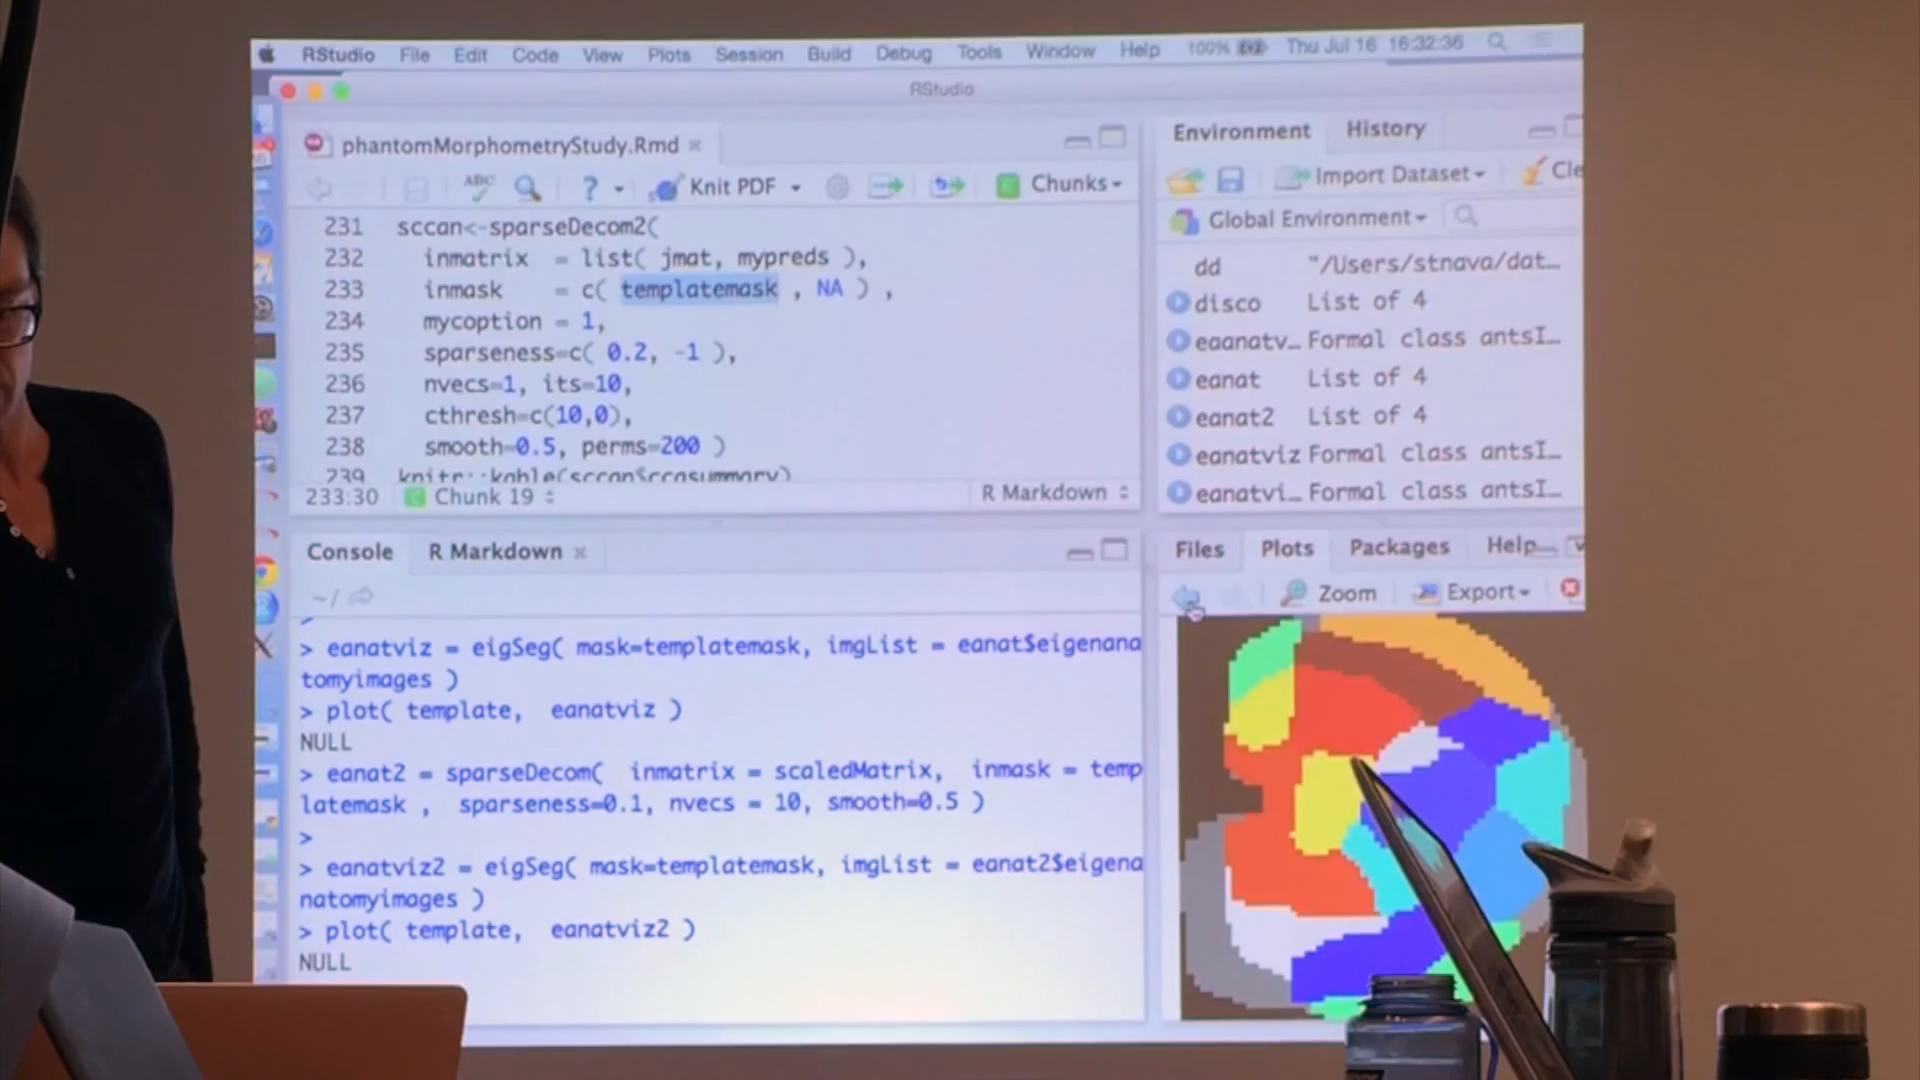 RStudio File Edit Code View Plots Session Build Debug Tools Window Help 100% Thu Jul 16 16:32:36
RStudio
phantomMorphometryStudy.Rmd
ABC ? Knit PDF Chunks
231 sccan<-sparseDecom2(
232 inmatrix = list( jmat, mypreds ),
233 inmask = c( templatemask , NA ) ,
234 mycoption = 1,
235 sparseness=c( 0.2, -1 ),
236 nvecs=1, its=10,
237 cthresh=c(10,0),
238 smooth=0.5, perms=200 )
239 knitr::kable(sccan$ccasummary)
233:30 Chunk 19 R Markdown
Environment History
Import Dataset Cle
Global Environment
dd "/Users/stnava/dat…
disco List of 4
eaanatv… Formal class antsI…
eanat List of 4
eanat2 List of 4
eanatviz Formal class antsI…
eanatvi… Formal class antsI…
Console R Markdown
~/
> eanatviz = eigSeg( mask=templatemask, imgList = eanat$eigenana
tomyimages )
> plot( template, eanatviz )
NULL
> eanat2 = sparseDecom( inmatrix = scaledMatrix, inmask = temp
latemask , sparseness=0.1, nvecs = 10, smooth=0.5 )
>
> eanatviz2 = eigSeg( mask=templatemask, imgList = eanat2$eigena
natomyimages )
> plot( template, eanatviz2 )
NULL
Files Plots Packages Help
Zoom Export